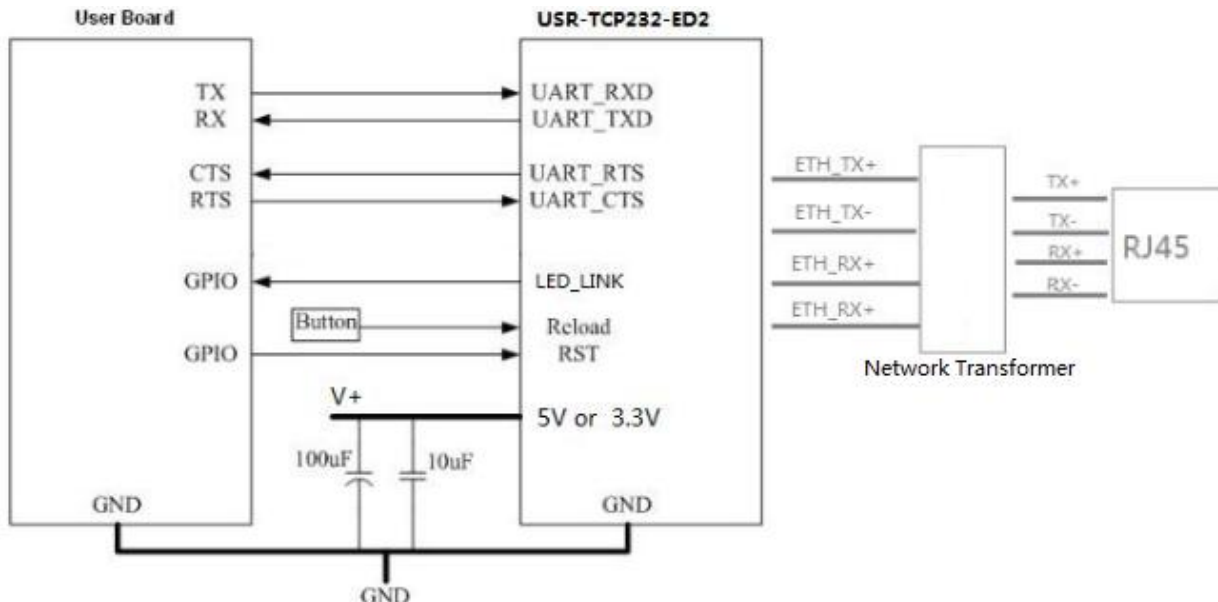 User Board
USR-TCP232-ED2
TX
UART_RXD
RX
UART_TXD
CTS
UART_RTS
RTS
UART_CTS
GPIO
LED_LINK
Button
Reload
GPIO
RST
V+
5V or 3.3V
100uF
10uF
GND
GND
GND
ETH_TX+
ETH_TX-
ETH_RX+
ETH_RX+
Network Transformer
TX+
TX-
RX+
RX-
RJ45